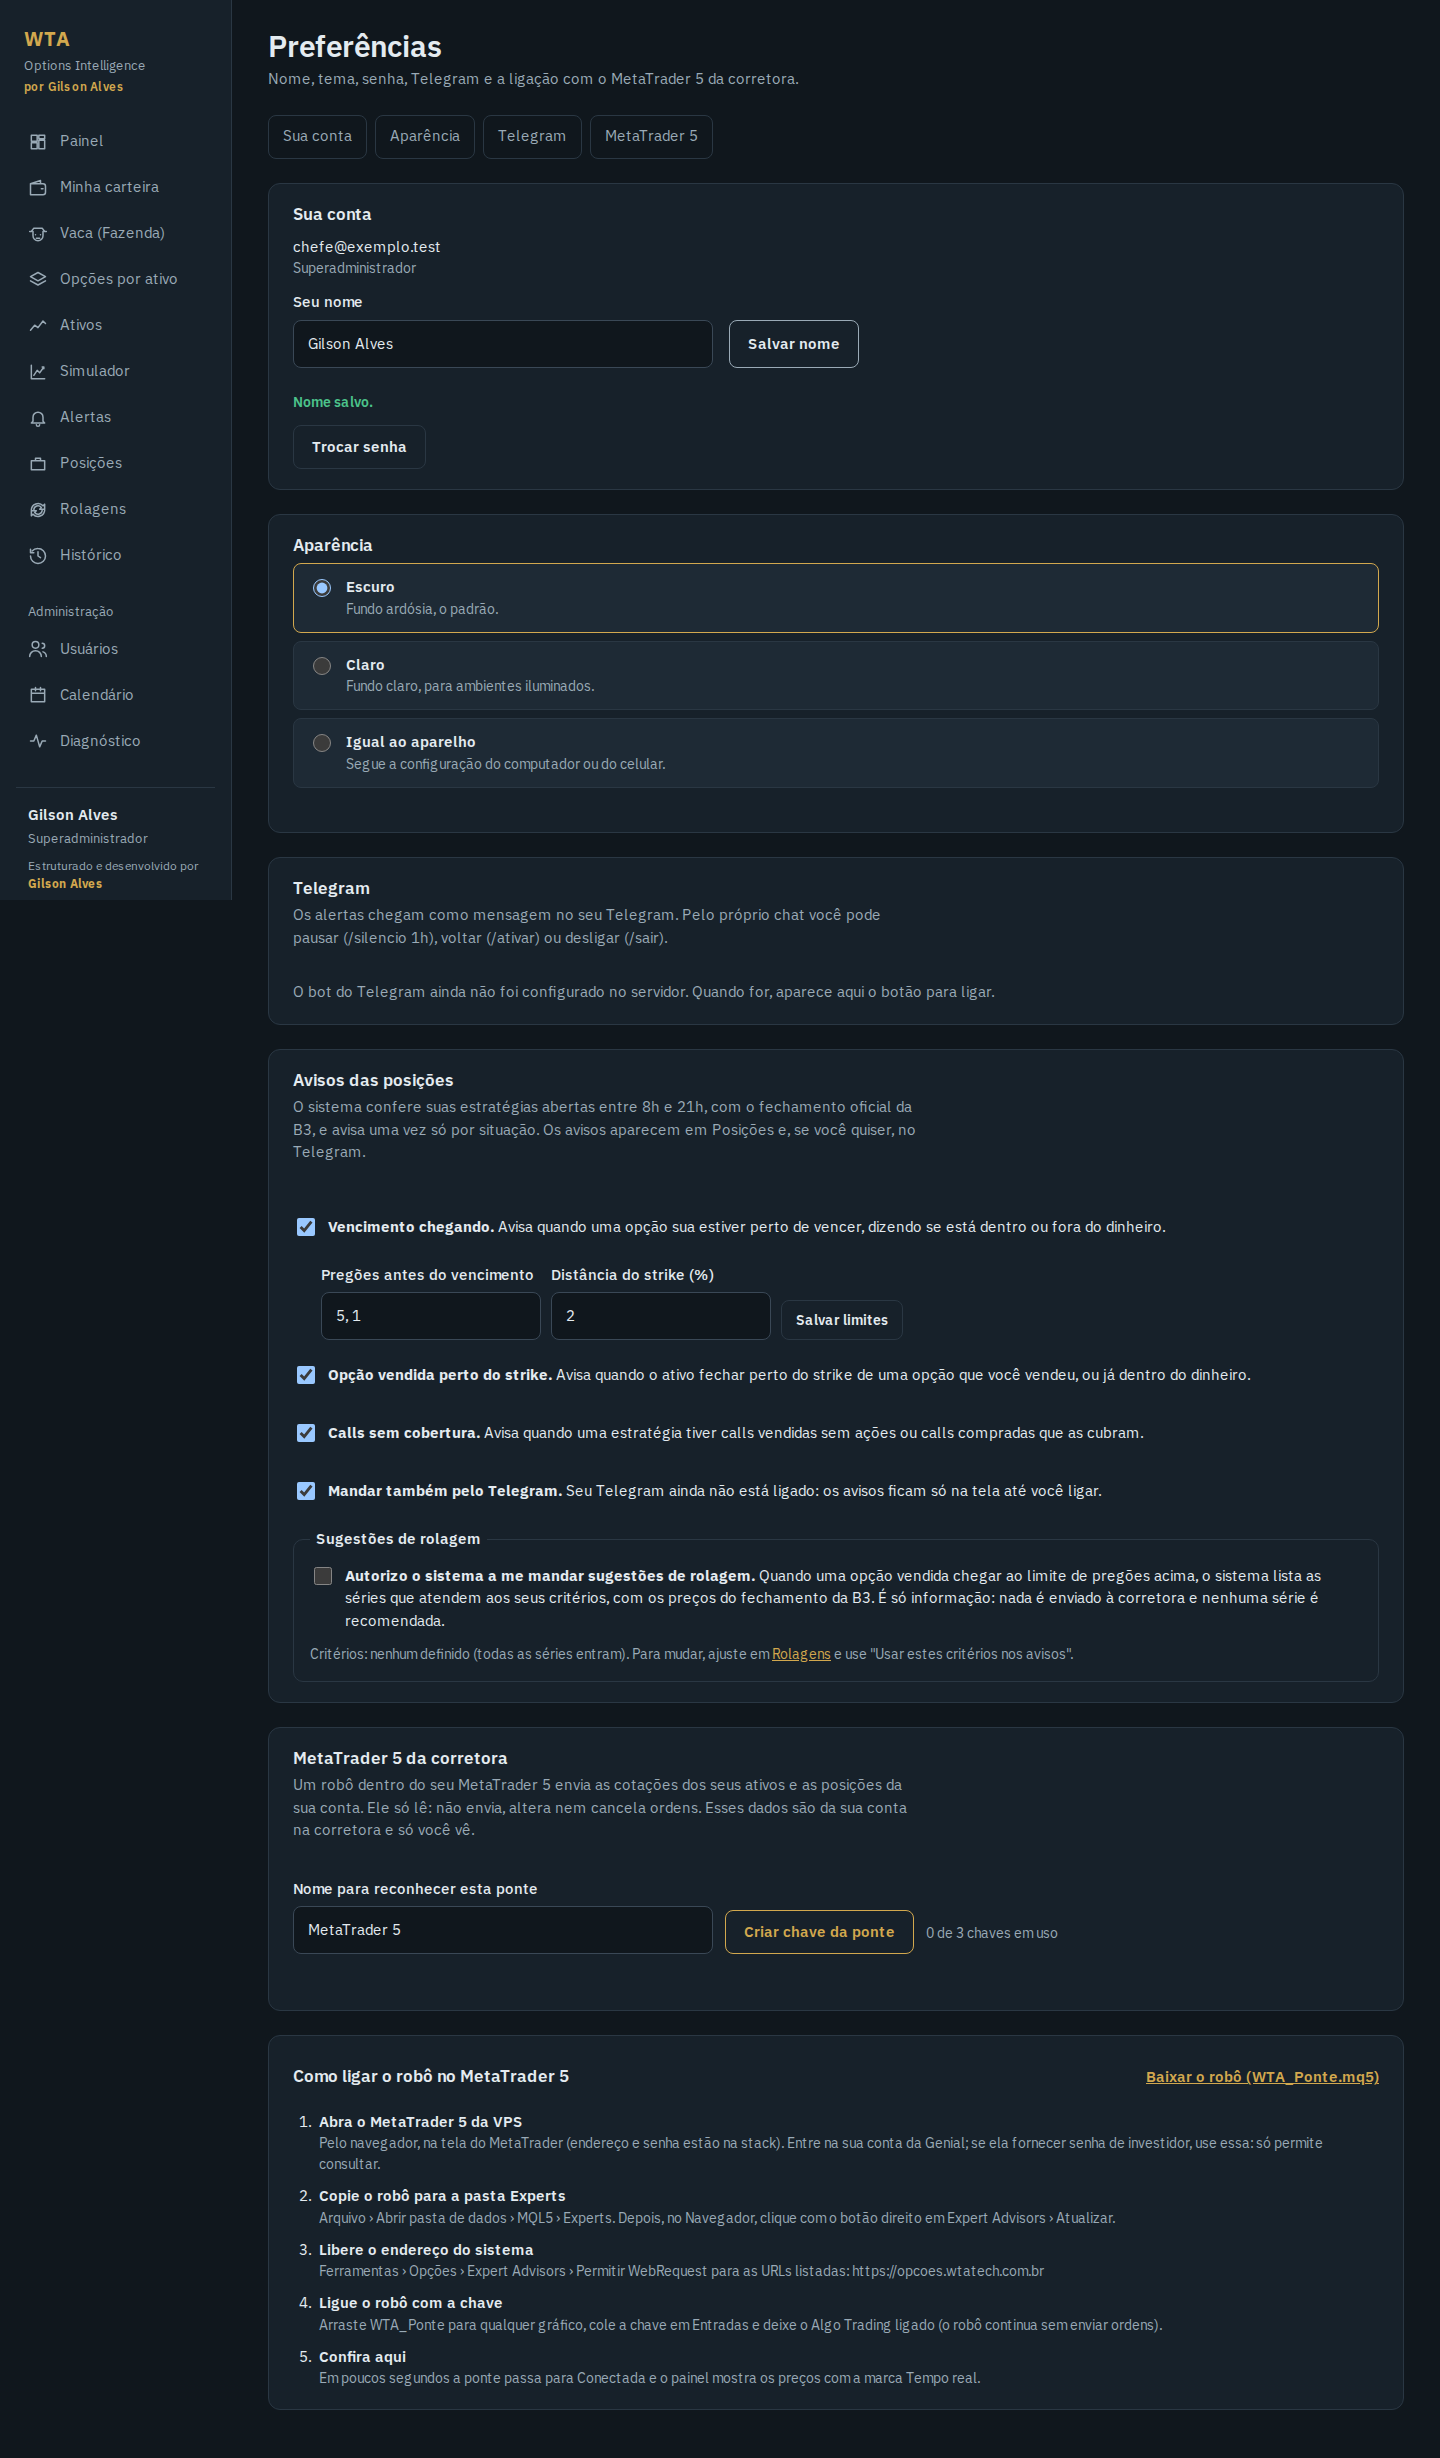 WTA
Options Intelligence
por Gilson Alves
Painel
Minha carteira
Vaca (Fazenda)
Opções por ativo
Ativos
Simulador
Alertas
Posições
Rolagens
Histórico
Administração
Usuários
Calendário
Diagnóstico
Gilson Alves
Superadministrador
Estruturado e desenvolvido por
Gilson Alves
Preferências
Nome, tema, senha, Telegram e a ligação com o MetaTrader 5 da corretora.
Sua conta
Aparência
Telegram
MetaTrader 5
Sua conta
chefe@exemplo.test
Superadministrador
Seu nome
Gilson Alves
Salvar nome
Nome salvo.
Trocar senha
Aparência
Escuro
Fundo ardósia, o padrão.
Claro
Fundo claro, para ambientes iluminados.
Igual ao aparelho
Segue a configuração do computador ou do celular.
Telegram
Os alertas chegam como mensagem no seu Telegram. Pelo próprio chat você pode
pausar (/silencio 1h), voltar (/ativar) ou desligar (/sair).
O bot do Telegram ainda não foi configurado no servidor. Quando for, aparece aqui o botão para ligar.
Avisos das posições
O sistema confere suas estratégias abertas entre 8h e 21h, com o fechamento oficial da
B3, e avisa uma vez só por situação. Os avisos aparecem em Posições e, se você quiser, no
Telegram.
Vencimento chegando. Avisa quando uma opção sua estiver perto de vencer, dizendo se está dentro ou fora do dinheiro.
Pregões antes do vencimento
Distância do strike (%)
5, 1
2
Salvar limites
Opção vendida perto do strike. Avisa quando o ativo fechar perto do strike de uma opção que você vendeu, ou já dentro do dinheiro.
Calls sem cobertura. Avisa quando uma estratégia tiver calls vendidas sem ações ou calls compradas que as cubram.
Mandar também pelo Telegram. Seu Telegram ainda não está ligado: os avisos ficam só na tela até você ligar.
Sugestões de rolagem
Autorizo o sistema a me mandar sugestões de rolagem. Quando uma opção vendida chegar ao limite de pregões acima, o sistema lista as
séries que atendem aos seus critérios, com os preços do fechamento da B3. É só informação: nada é enviado à corretora e nenhuma série é
recomendada.
Critérios: nenhum definido (todas as séries entram). Para mudar, ajuste em Rolagens e use "Usar estes critérios nos avisos".
MetaTrader 5 da corretora
Um robô dentro do seu MetaTrader 5 envia as cotações dos seus ativos e as posições da
sua conta. Ele só lê: não envia, altera nem cancela ordens. Esses dados são da sua conta
na corretora e só você vê.
Nome para reconhecer esta ponte
MetaTrader 5
Criar chave da ponte
0 de 3 chaves em uso
Como ligar o robô no MetaTrader 5
Baixar o robô (WTA_Ponte.mq5)
1. Abra o MetaTrader 5 da VPS
Pelo navegador, na tela do MetaTrader (endereço e senha estão na stack). Entre na sua conta da Genial; se ela fornecer senha de investidor, use essa: só permite
consultar.
2. Copie o robô para a pasta Experts
Arquivo › Abrir pasta de dados › MQL5 › Experts. Depois, no Navegador, clique com o botão direito em Expert Advisors › Atualizar.
3. Libere o endereço do sistema
Ferramentas › Opções › Expert Advisors › Permitir WebRequest para as URLs listadas: https://opcoes.wtatech.com.br
4. Ligue o robô com a chave
Arraste WTA_Ponte para qualquer gráfico, cole a chave em Entradas e deixe o Algo Trading ligado (o robô continua sem enviar ordens).
5. Confira aqui
Em poucos segundos a ponte passa para Conectada e o painel mostra os preços com a marca Tempo real.